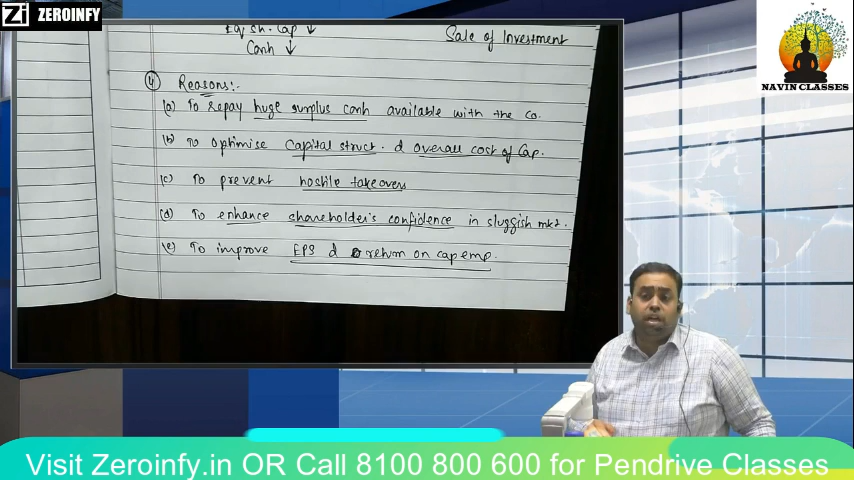 Zi ZEROINFY
Eq sh. Cap ↓
Sale of Investment
Cash ↓
④ Reasons:-
(a) To Repay huge surplus cash available with the co.
(b) To optimise Capital struct. & overall cost of Cap.
(c) To prevent hostile takeovers
(d) To enhance shareholder's confidence in sluggish mkt.
(e) To improve EPS & return on cap emp.
NAVIN CLASSES
Visit Zeroinfy.in OR Call 8100 800 600 for Pendrive Classes